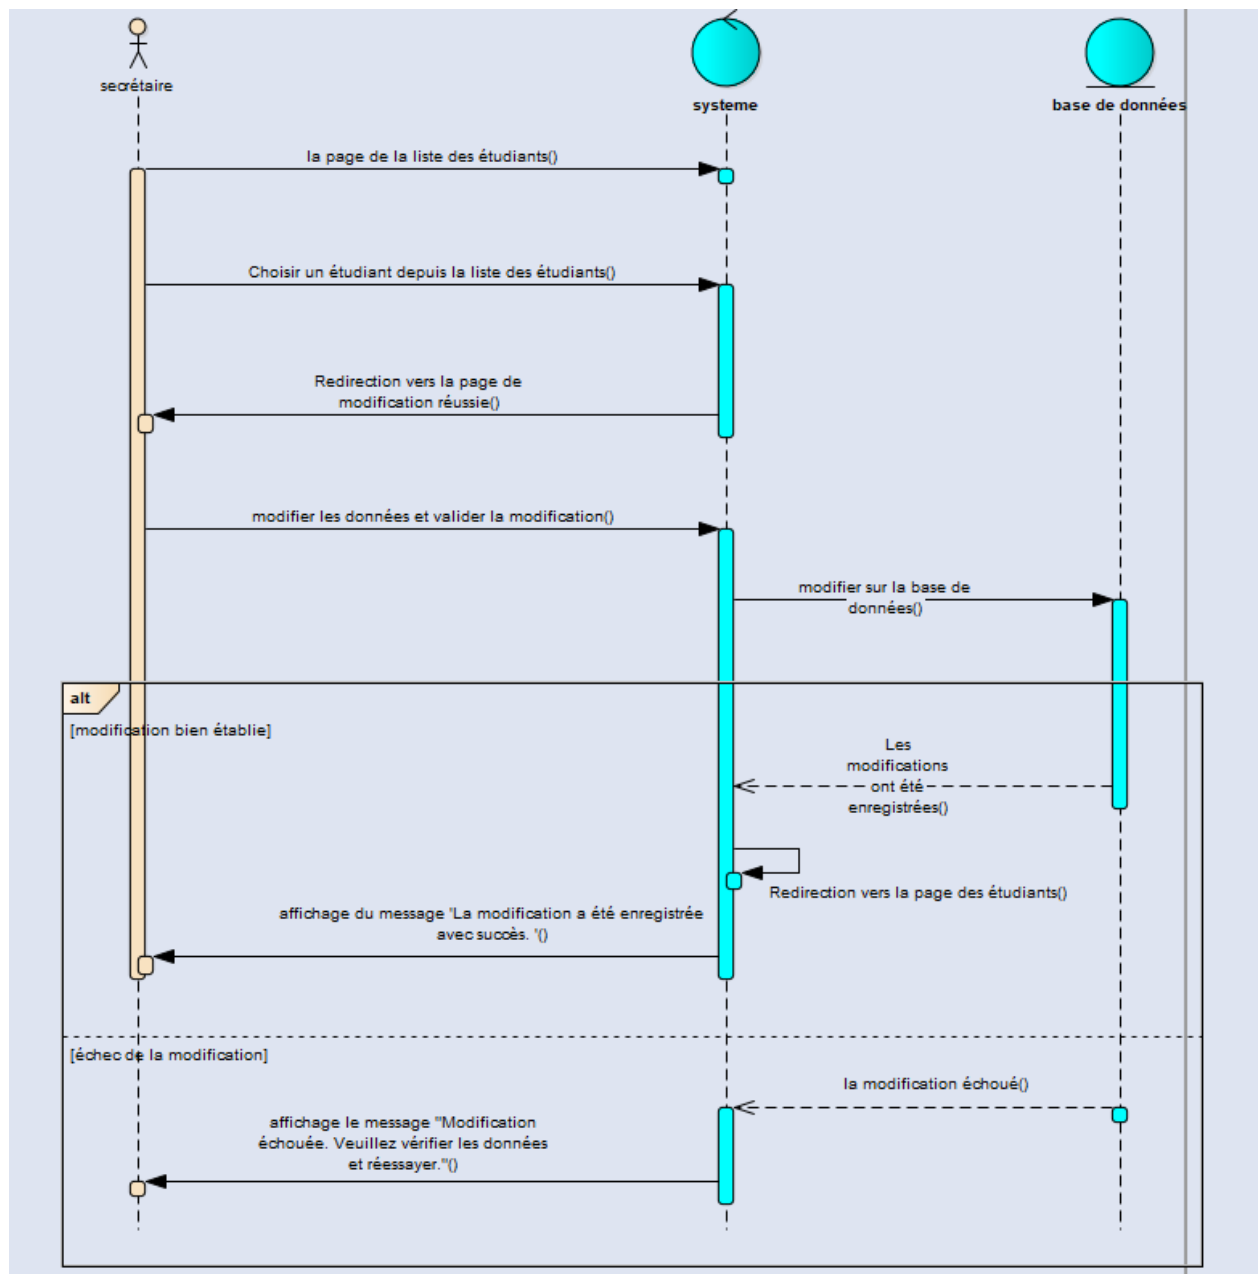 secrétaire
systeme
base de données
la page de la liste des étudiants()
Choisir un étudiant depuis la liste des étudiants()
Redirection vers la page de
modification réussie()
modifier les données et valider la modification()
modifier sur la base de
données()
alt
[modification bien établie]
Les
modifications
ont été
enregistrées()
Redirection vers la page des étudiants()
affichage du message 'La modification a été enregistrée
avec succès. '()
[échec de la modification]
la modification échoué()
affichage le message "Modification
échouée. Veuillez vérifier les données
et réessayer."()